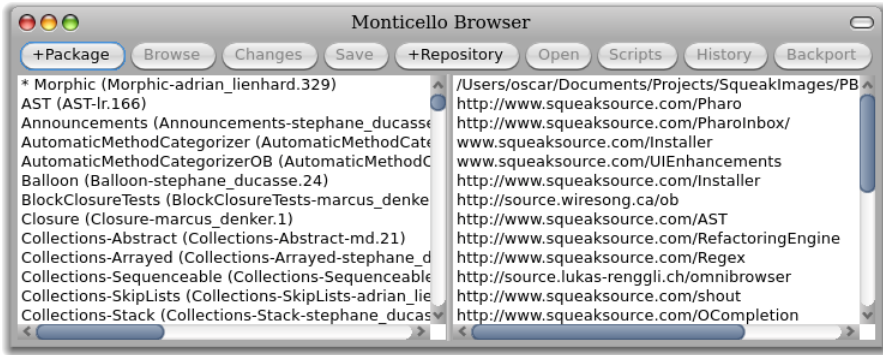 Monticello Browser
+Package Browse Changes Save +Repository Open Scripts History Backport
* Morphic (Morphic-adrian_lienhard.329)
AST (AST-lr.166)
Announcements (Announcements-stephane_ducasse
AutomaticMethodCategorizer (AutomaticMethodCate
AutomaticMethodCategorizerOB (AutomaticMethodC
Balloon (Balloon-stephane_ducasse.24)
BlockClosureTests (BlockClosureTests-marcus_denke
Closure (Closure-marcus_denker.1)
Collections-Abstract (Collections-Abstract-md.21)
Collections-Arrayed (Collections-Arrayed-stephane_d
Collections-Sequenceable (Collections-Sequenceable
Collections-SkipLists (Collections-SkipLists-adrian_lie
Collections-Stack (Collections-Stack-stephane_ducas
/Users/oscar/Documents/Projects/SqueakImages/PB
http://www.squeaksource.com/Pharo
http://www.squeaksource.com/PharoInbox/
www.squeaksource.com/Installer
www.squeaksource.com/UIEnhancements
http://www.squeaksource.com/Installer
http://source.wiresong.ca/ob
http://www.squeaksource.com/AST
http://www.squeaksource.com/RefactoringEngine
http://www.squeaksource.com/Regex
http://source.lukas-renggli.ch/omnibrowser
http://www.squeaksource.com/shout
http://www.squeaksource.com/OCompletion